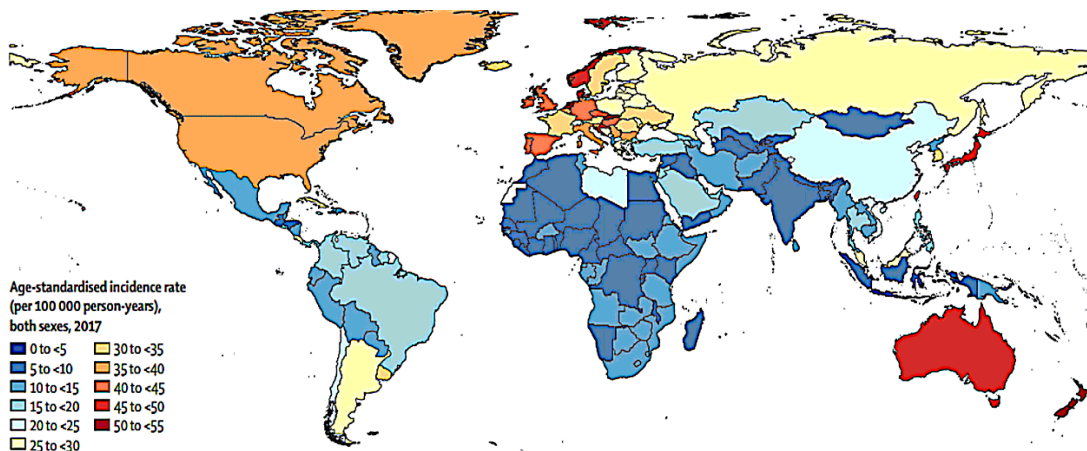 Age-standardised incidence rate
(per 100 000 person-years),
both sexes, 2017
0 to <5
5 to <10
10 to <15
15 to <20
20 to <25
25 to <30
30 to <35
35 to <40
40 to <45
45 to <50
50 to <55